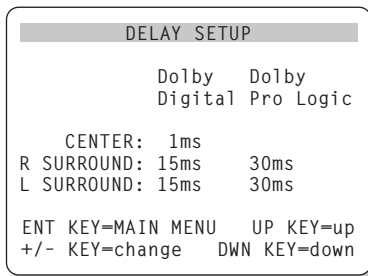 DELAY SETUP
Dolby Dolby
Digital Pro Logic
CENTER: 1ms
R SURROUND: 15ms 30ms
L SURROUND: 15ms 30ms
ENT KEY=MAIN MENU UP KEY=up
+/- KEY=change DWN KEY=down